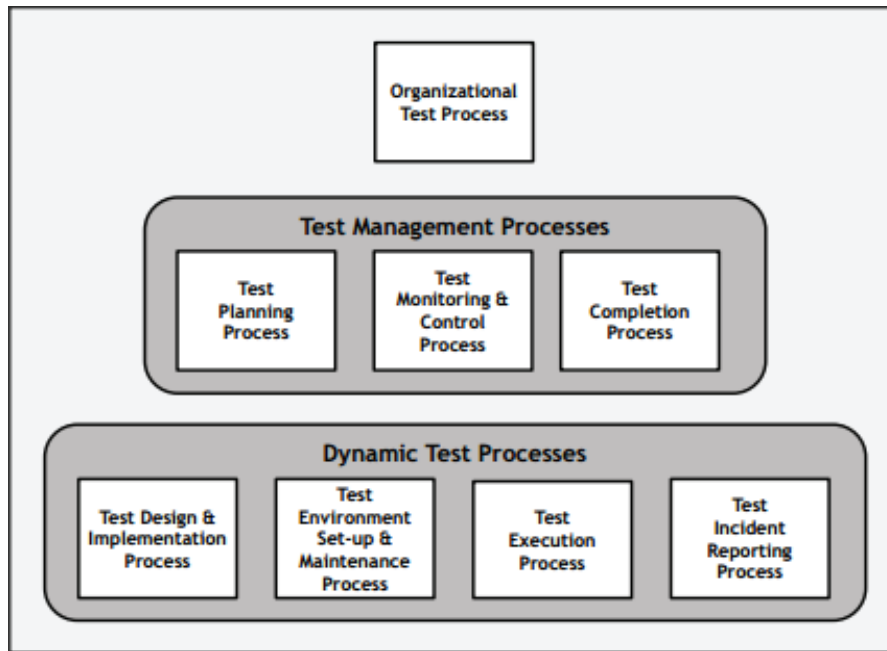 Organizational
Test Process
Test Management Processes
Test
Planning
Process
Test
Monitoring &
Control
Process
Test
Completion
Process
Dynamic Test Processes
Test Design &
Implementation
Process
Test
Environment
Set-up &
Maintenance
Process
Test
Execution
Process
Test
Incident
Reporting
Process